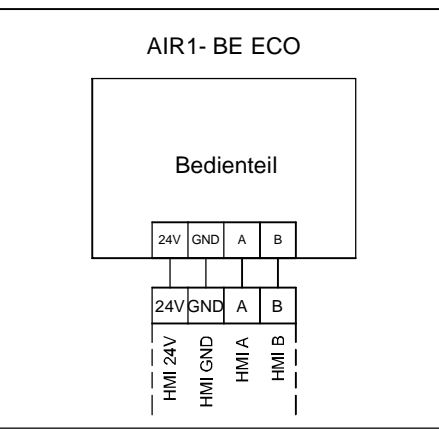 AIR1- BE ECO
Bedienteil
24V GND A B
24V GND A B
HMI 24V
HMI GND
HMI A
HMI B